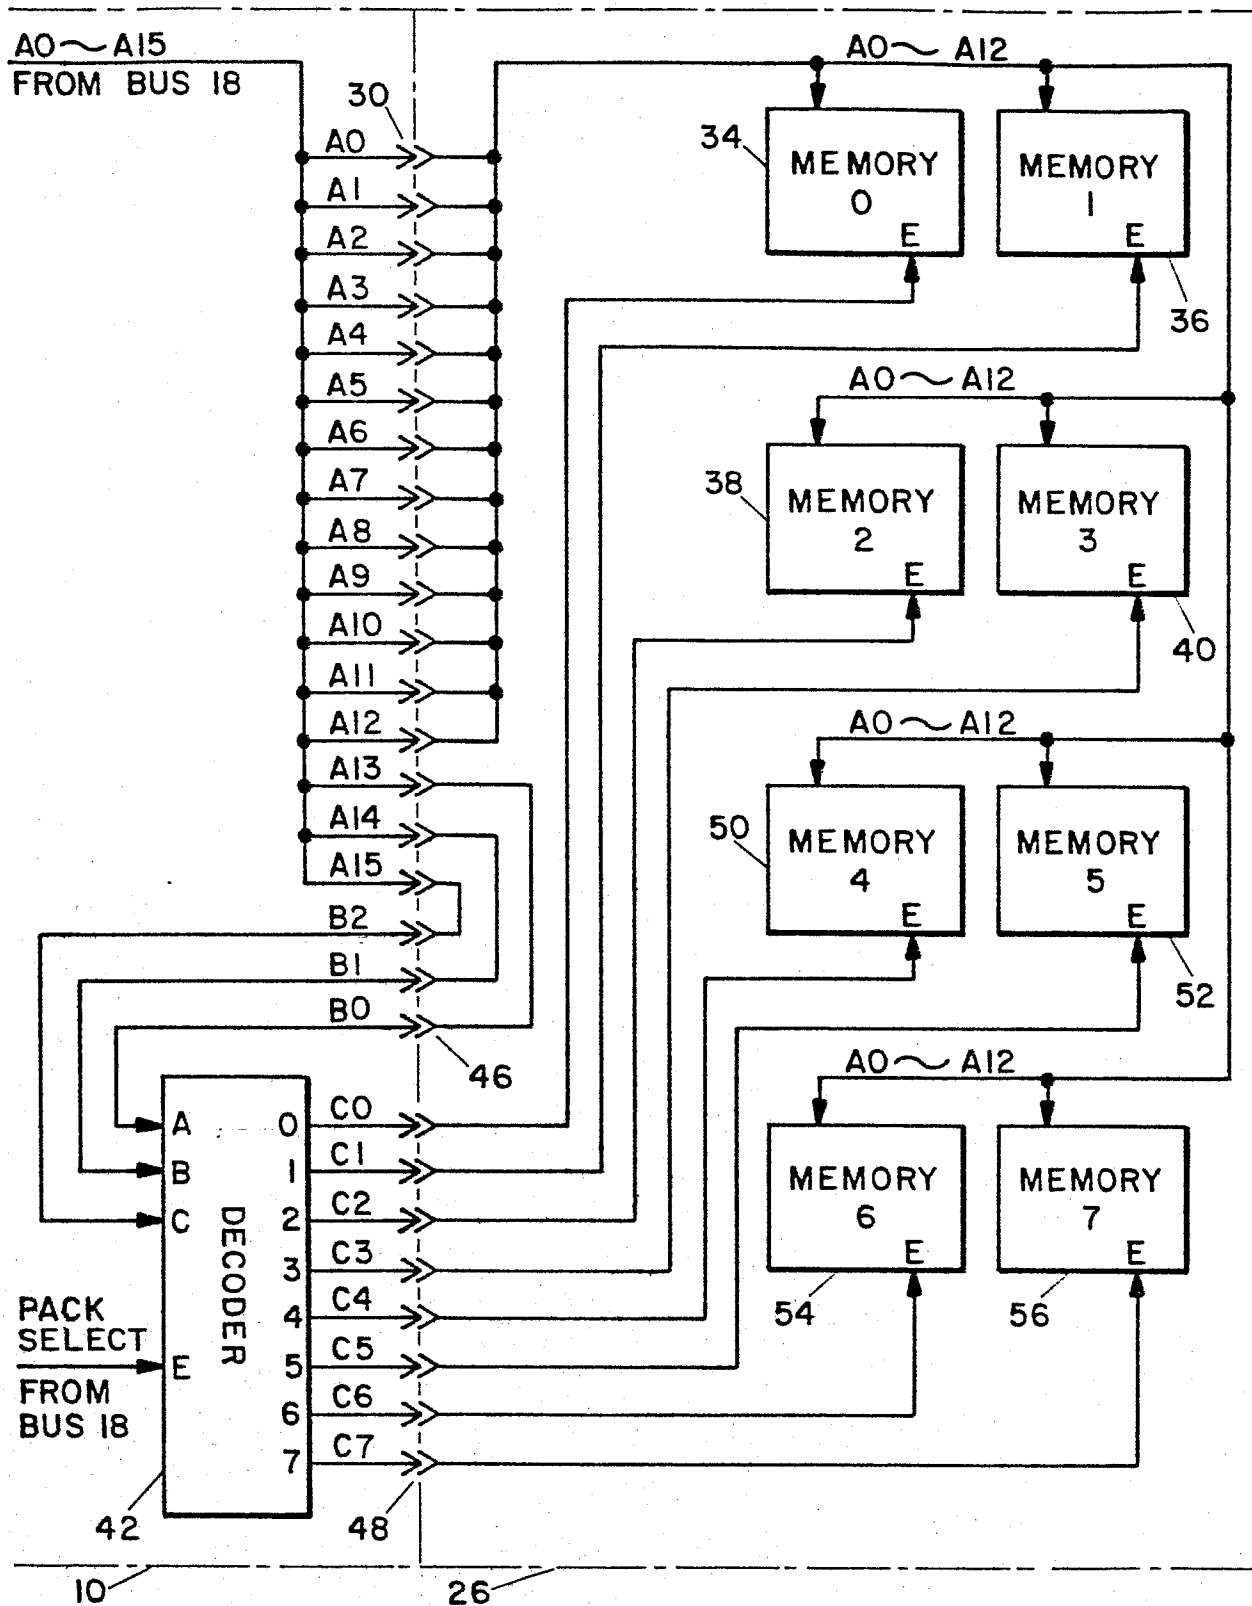 A0∼A15
FROM BUS 18
30
A0
A1
A2
A3
A4
A5
A6
A7
A8
A9
A10
A11
A12
A13
A14
A15
B2
B1
B0
46
A
B
C
E
DECODER
0
1
2
3
4
5
6
7
C0
C1
C2
C3
C4
C5
C6
C7
PACK
SELECT
FROM
BUS 18
42
48
10
26
A0∼A12
34
MEMORY
0
E
MEMORY
1
E
36
A0∼A12
38
MEMORY
2
E
MEMORY
3
E
40
A0∼A12
50
MEMORY
4
E
MEMORY
5
E
52
A0∼A12
MEMORY
6
E
54
MEMORY
7
E
56